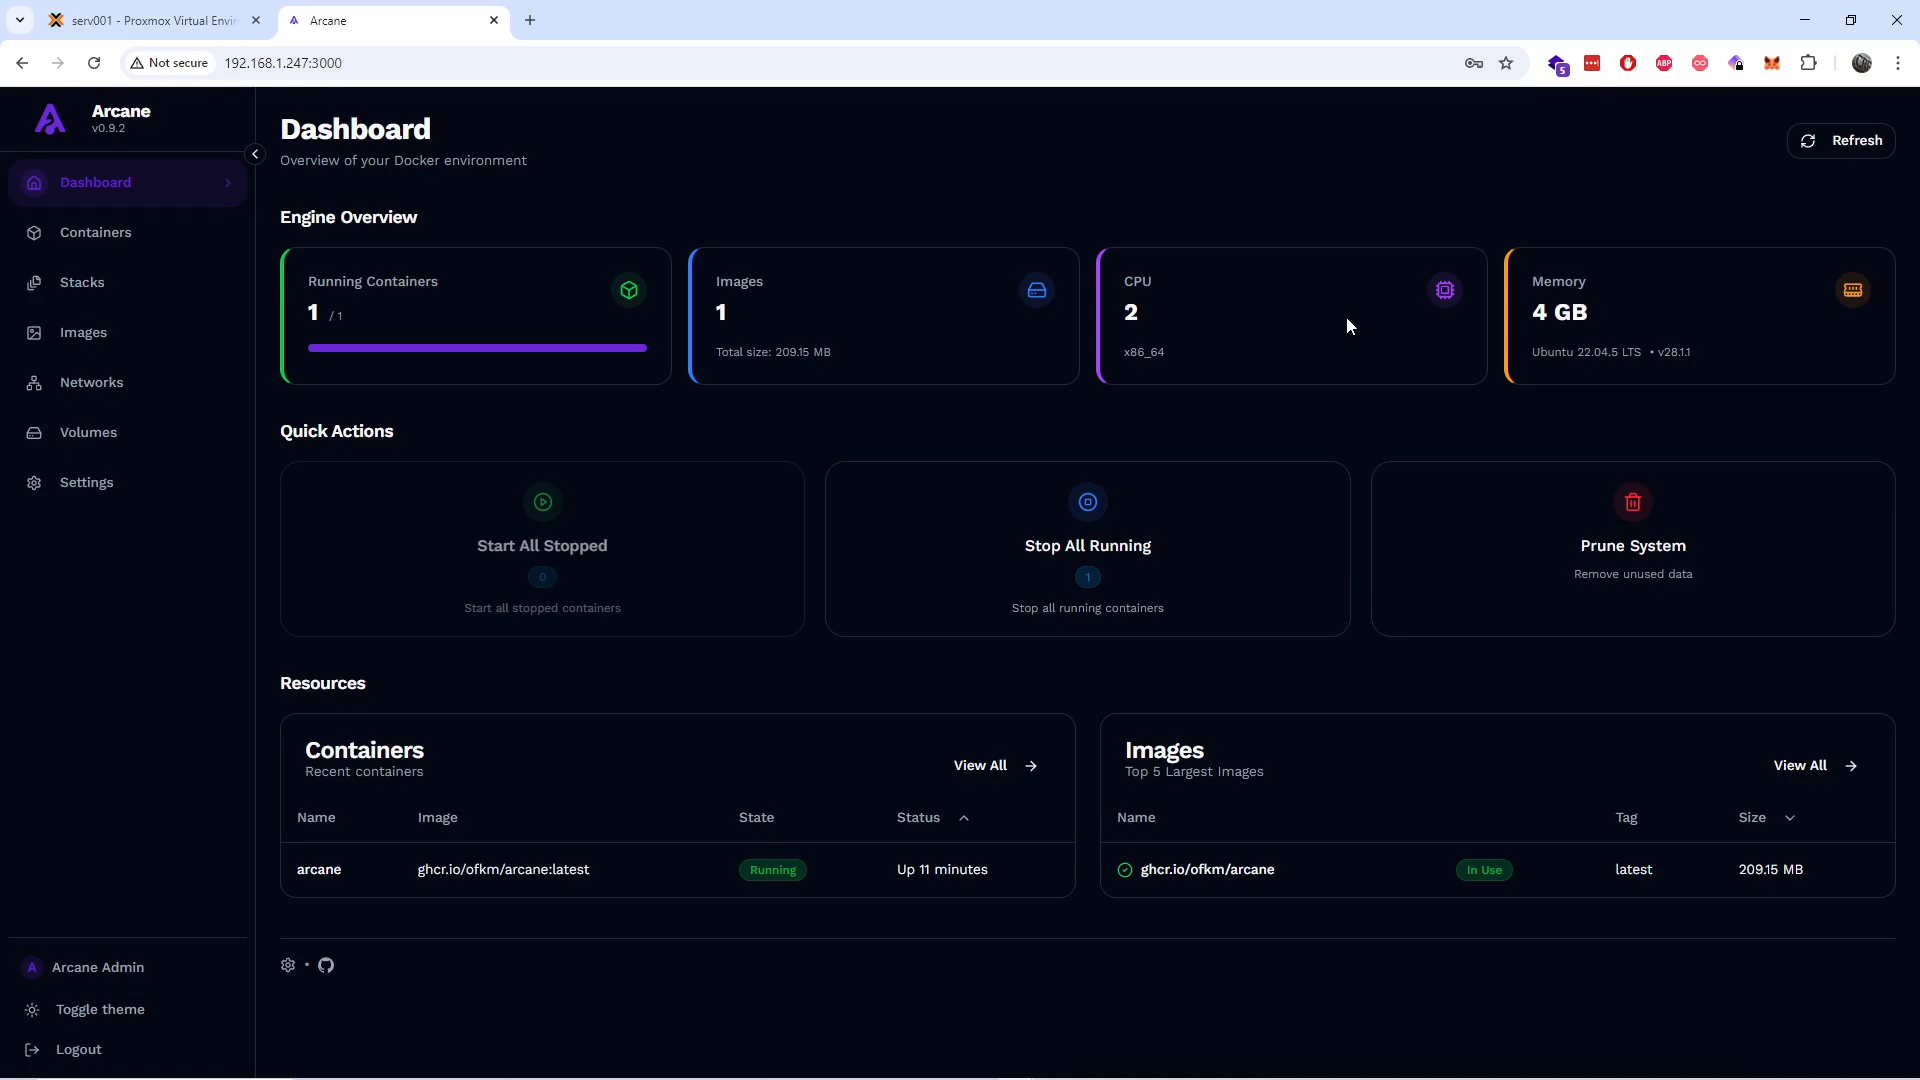 serv001 - Proxmox Virtual Envir
Arcane
Not secure
192.168.1.247:3000
5
ABP
Arcane
v0.9.2
Dashboard
Containers
Stacks
Images
Networks
Volumes
Settings
A Arcane Admin
Toggle theme
Logout
Dashboard
Overview of your Docker environment
Refresh
Engine Overview
Running Containers
1 / 1
Images
1
Total size: 209.15 MB
CPU
2
x86_64
Memory
4 GB
Ubuntu 22.04.5 LTS • v28.1.1
Quick Actions
Start All Stopped
0
Start all stopped containers
Stop All Running
1
Stop all running containers
Prune System
Remove unused data
Resources
Containers
Recent containers
View All
Name Image State Status
arcane ghcr.io/ofkm/arcane:latest Running Up 11 minutes
Images
Top 5 Largest Images
View All
Name Tag Size
ghcr.io/ofkm/arcane In Use latest 209.15 MB